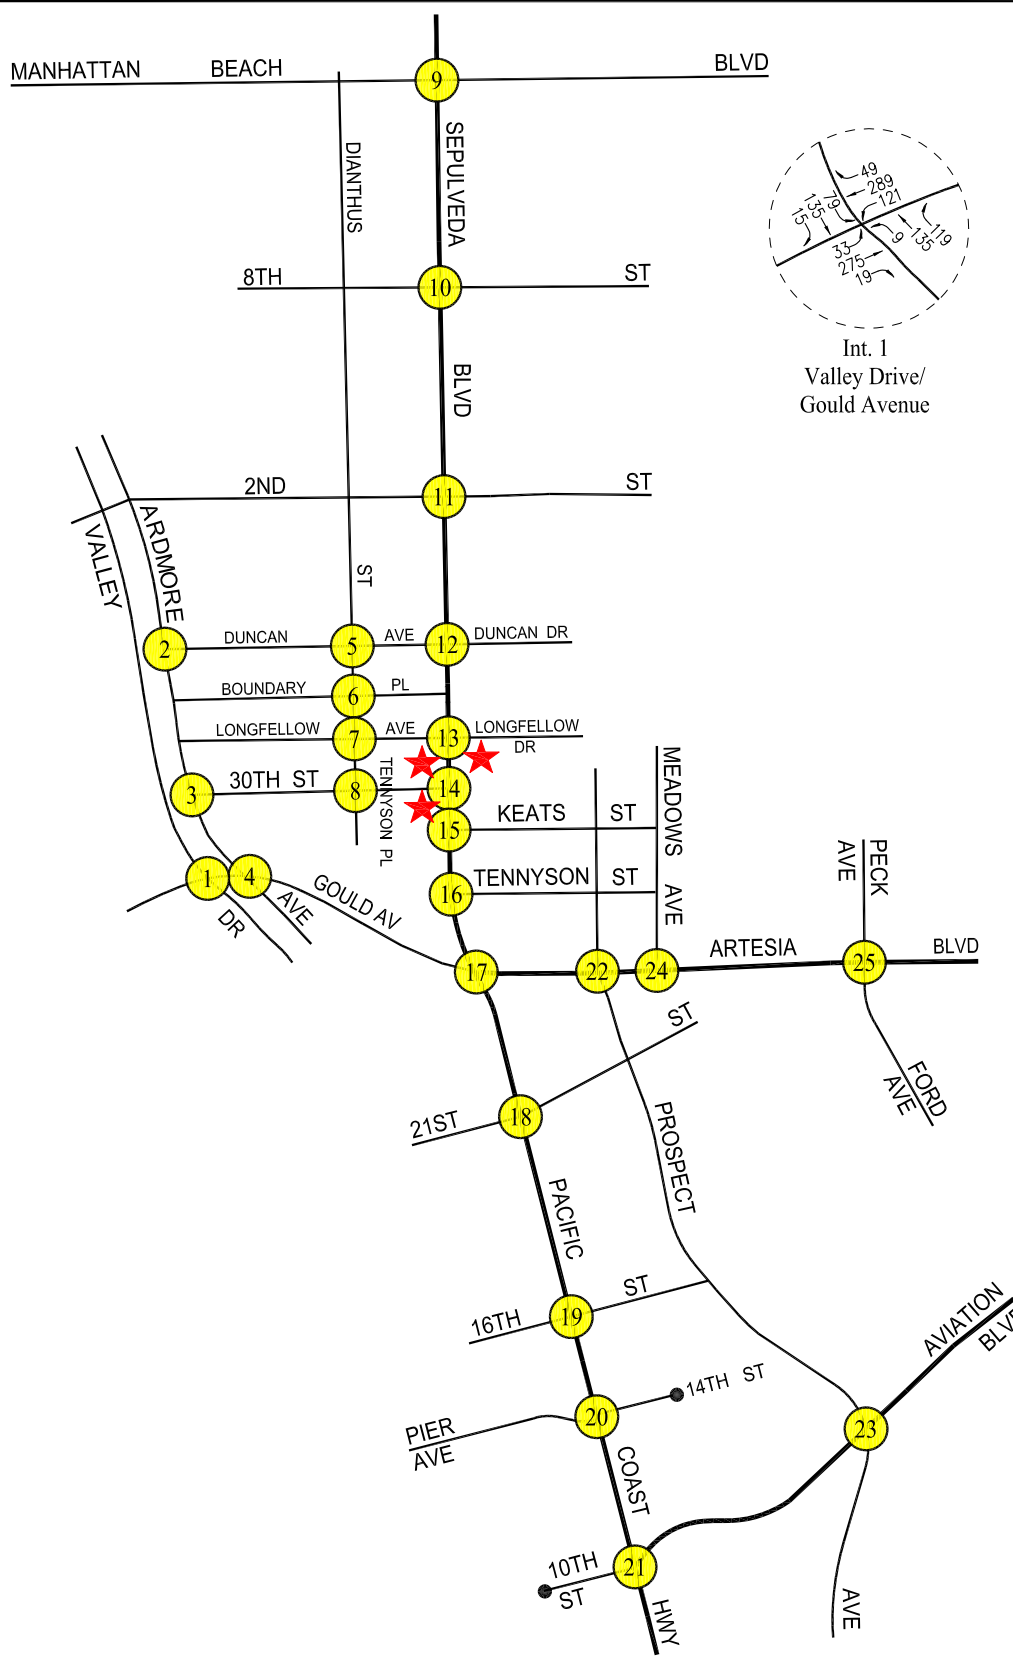 MANHATTAN BEACH BLVD
9
SEPULVEDA
DIANTHUS
49
289
121
79
135
15
33
275
19
9
135
119
Int. 1
Valley Drive/
Gould Avenue
8TH ST
10
BLVD
2ND ST
11
VALLEY
ARDMORE
ST
2
DUNCAN
5
AVE
12
DUNCAN DR
BOUNDARY
6
PL
LONGFELLOW
7
AVE
13
LONGFELLOW
DR
3
30TH ST
8
TENNYSON PL
14
15
KEATS ST
MEADOWS
AVE
16
TENNYSON ST
1
4
GOULD AV
AVE
DR
PECK
AVE
17
22
24
ARTESIA
25
BLVD
FORD
AVE
21ST
18
ST
PROSPECT
PACIFIC
16TH
19
ST
AVIATION
14TH ST
PIER
AVE
20
23
COAST
10TH
ST
21
HWY
AVE